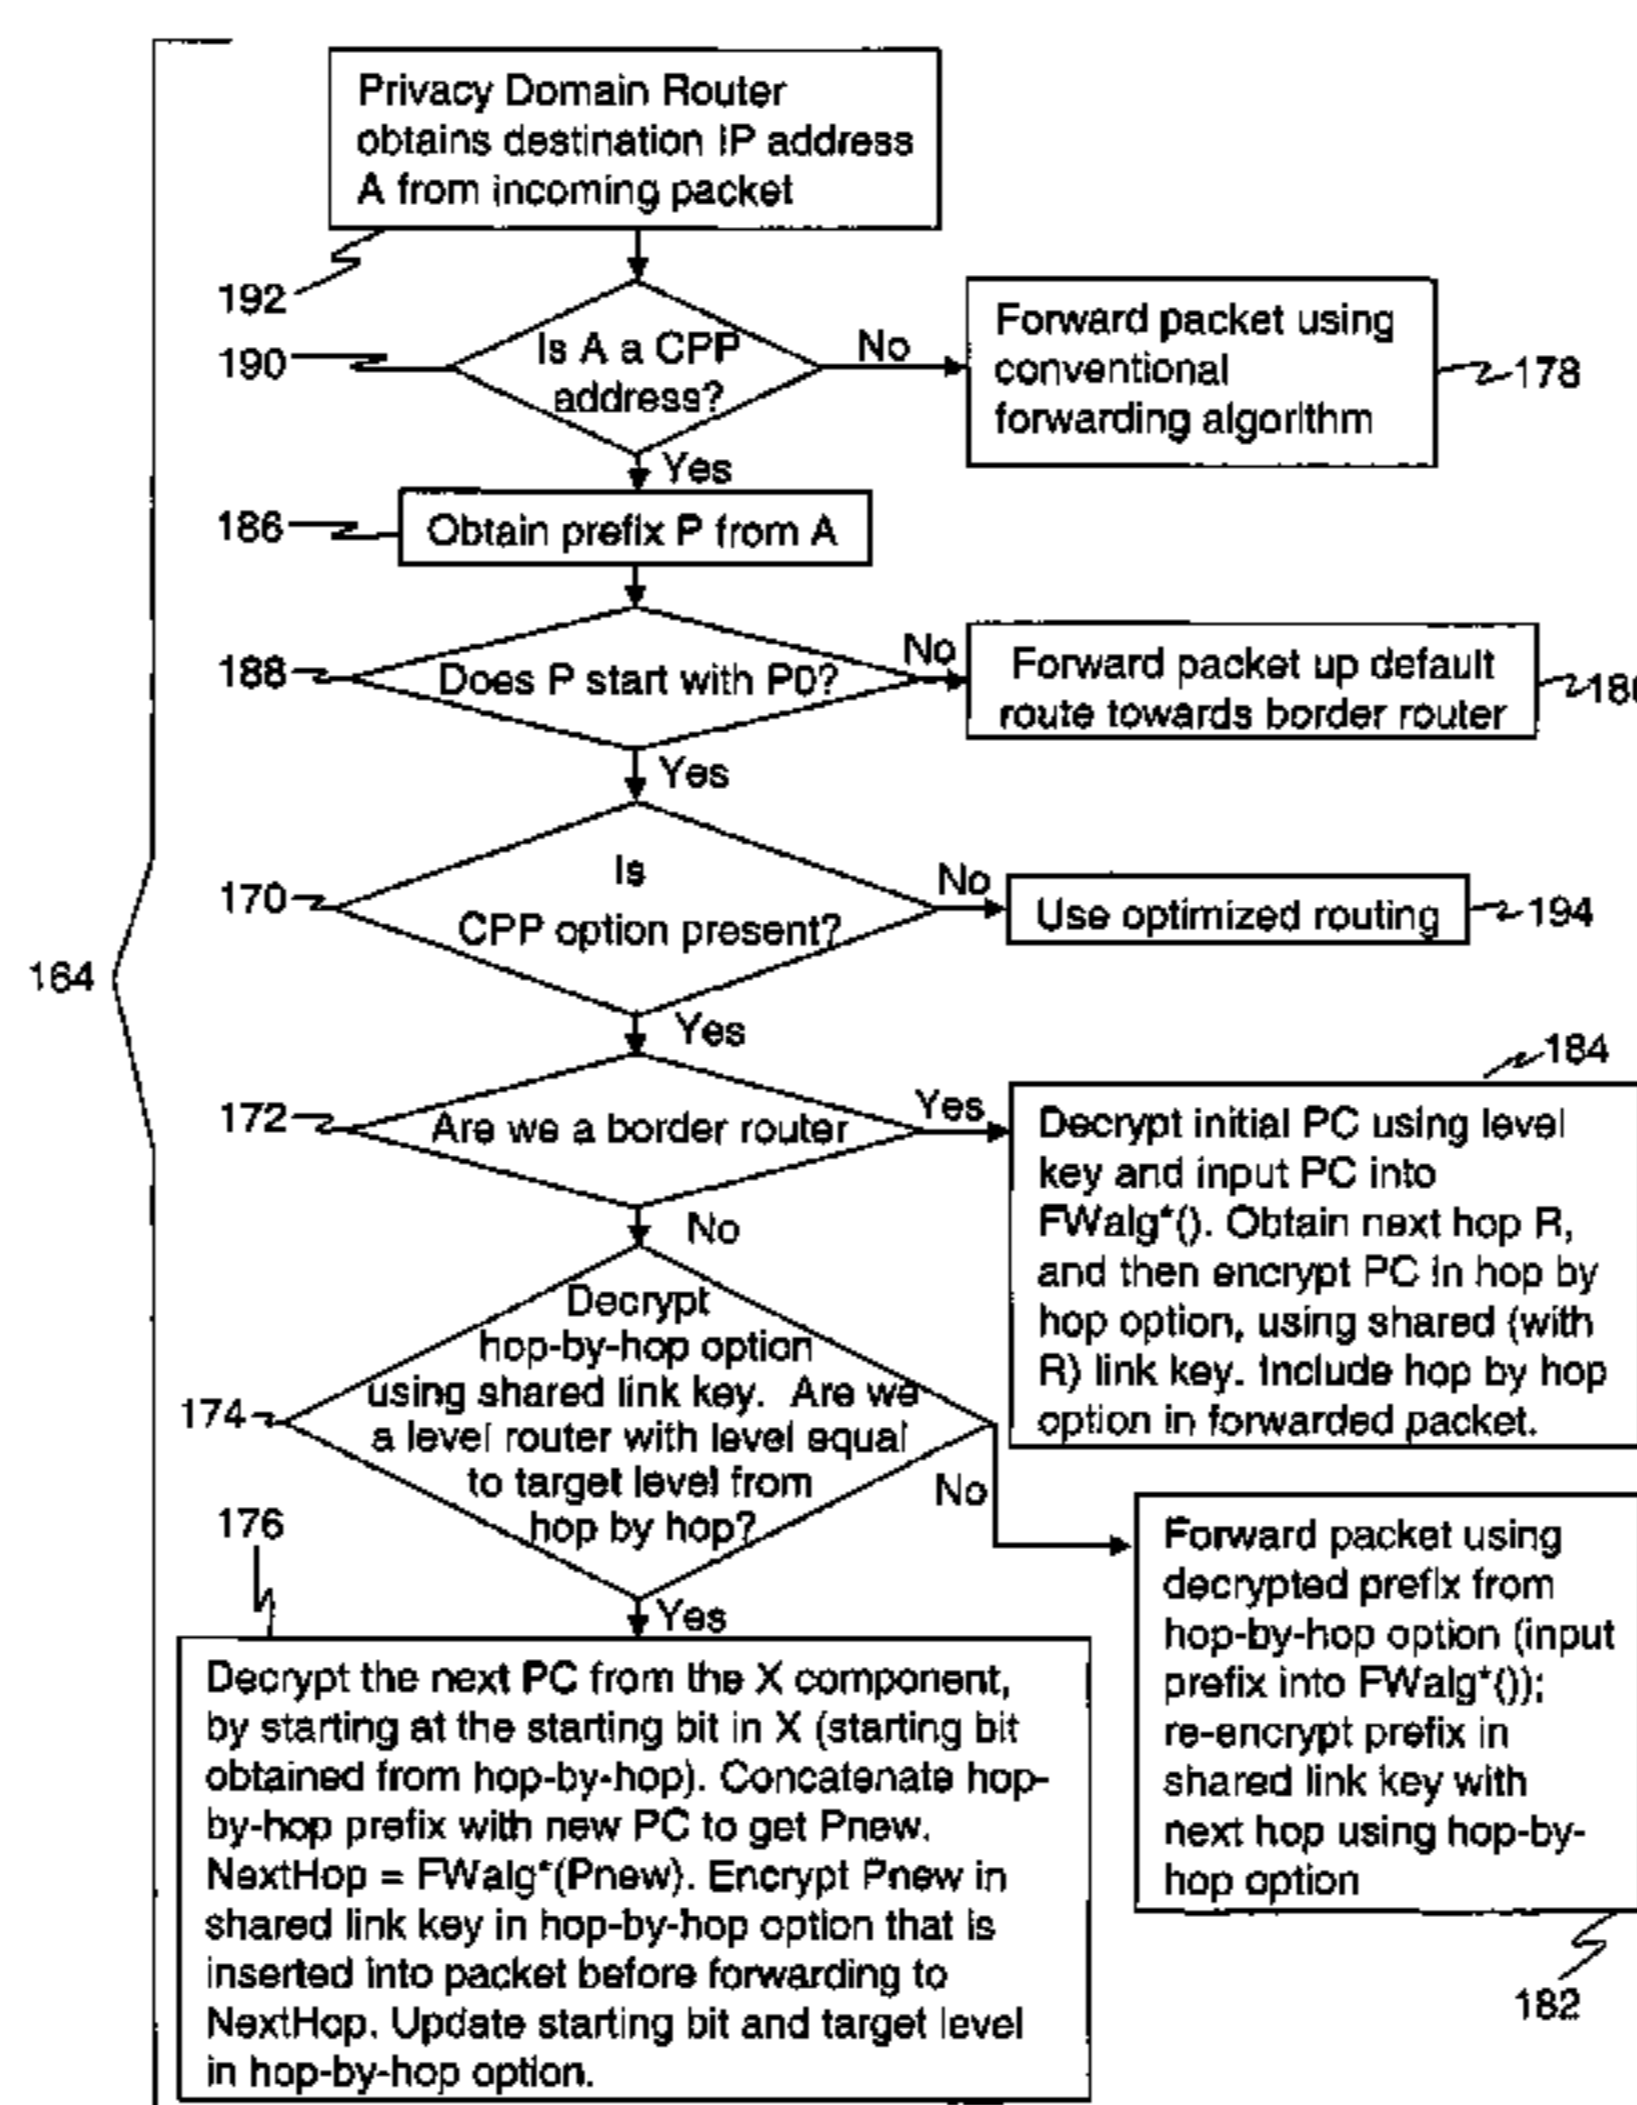 Privacy Domain Router
obtains destination IP address
A from incoming packet
192
190
Is A a CPP
address?
No
Forward packet using
conventional
forwarding algorithm
178
Yes
186
Obtain prefix P from A
188
Does P start with P0?
No
Forward packet up default
route towards border router
Yes
170
Is
CPP option present?
No
Use optimized routing
194
164
Yes
172
Are we a border router
Yes
184
Decrypt initial PC using level
key and input PC into
FWalg*(). Obtain next hop R,
and then encrypt PC in hop by
hop option, using shared (with
R) link key. Include hop by hop
option in forwarded packet.
No
174
Decrypt
hop-by-hop option
using shared link key. Are we
a level router with level equal
to target level from
hop by hop?
No
Forward packet using
decrypted prefix from
hop-by-hop option (input
prefix into FWalg*());
re-encrypt prefix in
shared link key with
next hop using hop-by-
hop option
182
176
Yes
Decrypt the next PC from the X component,
by starting at the starting bit in X (starting bit
obtained from hop-by-hop). Concatenate hop-
by-hop prefix with new PC to get Pnew.
NextHop = FWalg*(Pnew). Encrypt Pnew in
shared link key in hop-by-hop option that is
inserted into packet before forwarding to
NextHop. Update starting bit and target level
in hop-by-hop option.